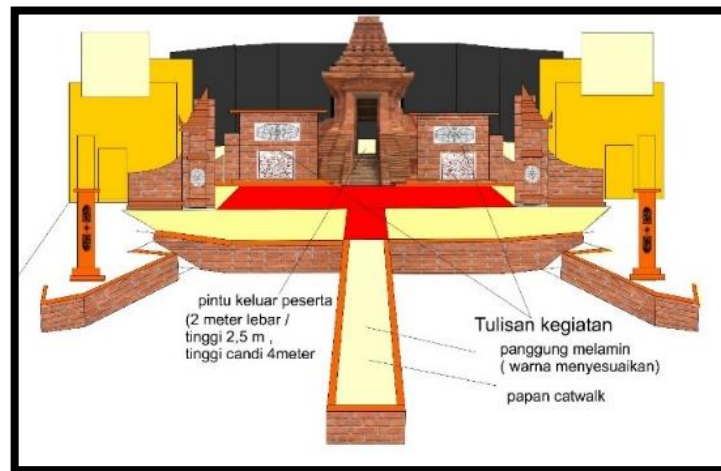 pintu keluar peserta
(2 meter lebar /
tinggi 2,5 m ,
tinggi candi 4meter
Tulisan kegiatan
panggung melamin
( warna menyesuaikan)
papan catwalk